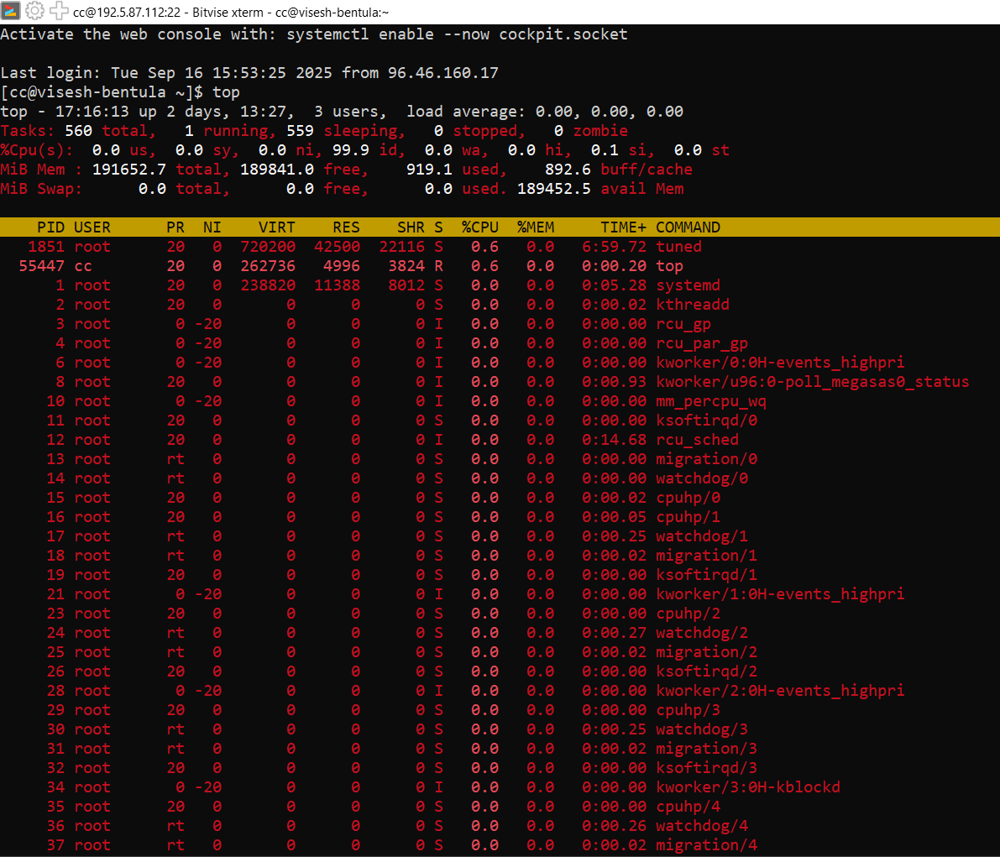 cc@192.5.87.112:22 - Bitvise xterm - cc@visesh-bentula:~
Activate the web console with: systemctl enable --now cockpit.socket

Last login: Tue Sep 16 15:53:25 2025 from 96.46.160.17
[cc@visesh-bentula ~]$ top
top - 17:16:13 up 2 days, 13:27,  3 users,  load average: 0.00, 0.00, 0.00
Tasks: 560 total,   1 running, 559 sleeping,   0 stopped,   0 zombie
%Cpu(s):  0.0 us,  0.0 sy,  0.0 ni, 99.9 id,  0.0 wa,  0.0 hi,  0.1 si,  0.0 st
MiB Mem : 191652.7 total, 189841.0 free,    919.1 used,    892.6 buff/cache
MiB Swap:      0.0 total,      0.0 free,      0.0 used. 189452.5 avail Mem

    PID USER      PR  NI    VIRT    RES    SHR S  %CPU  %MEM     TIME+ COMMAND
   1851 root      20   0  720200  42500  22116 S   0.6   0.0   6:59.72 tuned
  55447 cc        20   0  262736   4996   3824 R   0.6   0.0   0:00.20 top
      1 root      20   0  238820  11388   8012 S   0.0   0.0   0:05.28 systemd
      2 root      20   0       0      0      0 S   0.0   0.0   0:00.02 kthreadd
      3 root       0 -20       0      0      0 I   0.0   0.0   0:00.00 rcu_gp
      4 root       0 -20       0      0      0 I   0.0   0.0   0:00.00 rcu_par_gp
      6 root       0 -20       0      0      0 I   0.0   0.0   0:00.00 kworker/0:0H-events_highpri
      8 root      20   0       0      0      0 I   0.0   0.0   0:00.93 kworker/u96:0-poll_megasas0_status
     10 root       0 -20       0      0      0 I   0.0   0.0   0:00.00 mm_percpu_wq
     11 root      20   0       0      0      0 S   0.0   0.0   0:00.00 ksoftirqd/0
     12 root      20   0       0      0      0 I   0.0   0.0   0:14.68 rcu_sched
     13 root      rt   0       0      0      0 S   0.0   0.0   0:00.00 migration/0
     14 root      rt   0       0      0      0 S   0.0   0.0   0:00.00 watchdog/0
     15 root      20   0       0      0      0 S   0.0   0.0   0:00.02 cpuhp/0
     16 root      20   0       0      0      0 S   0.0   0.0   0:00.05 cpuhp/1
     17 root      rt   0       0      0      0 S   0.0   0.0   0:00.25 watchdog/1
     18 root      rt   0       0      0      0 S   0.0   0.0   0:00.02 migration/1
     19 root      20   0       0      0      0 S   0.0   0.0   0:00.00 ksoftirqd/1
     21 root       0 -20       0      0      0 I   0.0   0.0   0:00.00 kworker/1:0H-events_highpri
     23 root      20   0       0      0      0 S   0.0   0.0   0:00.00 cpuhp/2
     24 root      rt   0       0      0      0 S   0.0   0.0   0:00.27 watchdog/2
     25 root      rt   0       0      0      0 S   0.0   0.0   0:00.02 migration/2
     26 root      20   0       0      0      0 S   0.0   0.0   0:00.00 ksoftirqd/2
     28 root       0 -20       0      0      0 I   0.0   0.0   0:00.00 kworker/2:0H-events_highpri
     29 root      20   0       0      0      0 S   0.0   0.0   0:00.00 cpuhp/3
     30 root      rt   0       0      0      0 S   0.0   0.0   0:00.25 watchdog/3
     31 root      rt   0       0      0      0 S   0.0   0.0   0:00.02 migration/3
     32 root      20   0       0      0      0 S   0.0   0.0   0:00.00 ksoftirqd/3
     34 root       0 -20       0      0      0 I   0.0   0.0   0:00.00 kworker/3:0H-kblockd
     35 root      20   0       0      0      0 S   0.0   0.0   0:00.00 cpuhp/4
     36 root      rt   0       0      0      0 S   0.0   0.0   0:00.26 watchdog/4
     37 root      rt   0       0      0      0 S   0.0   0.0   0:00.02 migration/4